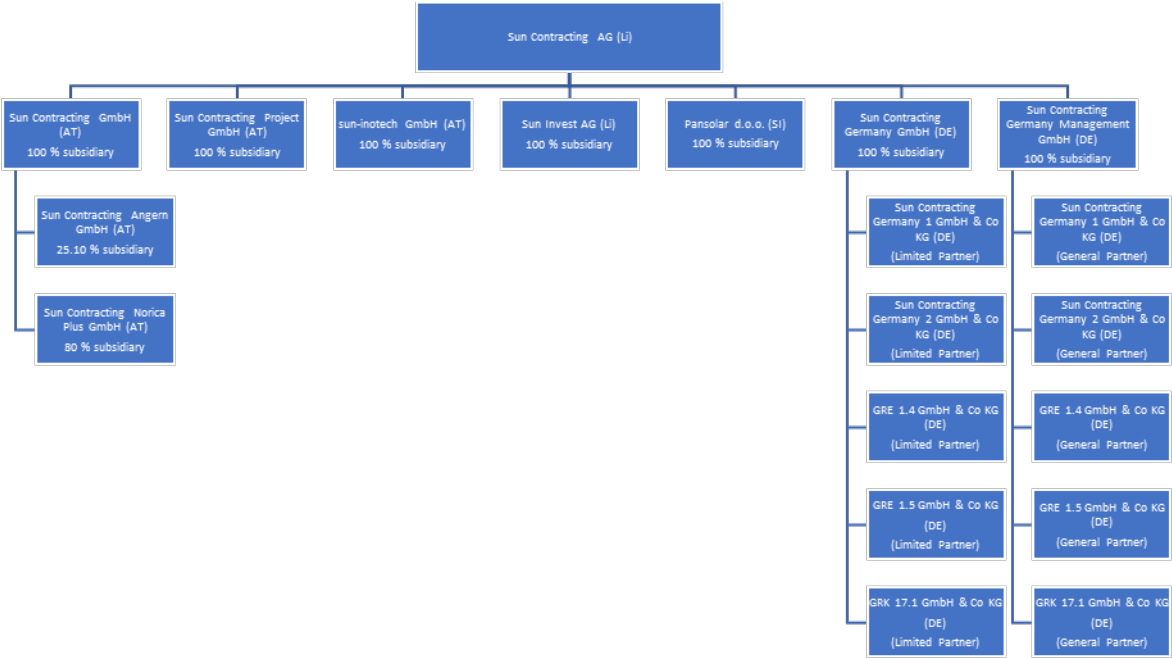 Sun Contracting AG (Li)
Sun Contracting GmbH
(AT)
100 % subsidiary
Sun Contracting Project
GmbH (AT)
100 % subsidiary
sun-inotech GmbH (AT)
100 % subsidiary
Sun Invest AG (Li)
100 % subsidiary
Pansolar d.o.o. (SI)
100 % subsidiary
Sun Contracting
Germany GmbH (DE)
100 % subsidiary
Sun Contracting
Germany Management
GmbH (DE)
100 % subsidiary
Sun Contracting Angern
GmbH (AT)
25.10 % subsidiary
Sun Contracting Norica
Plus GmbH (AT)
80 % subsidiary
Sun Contracting
Germany 1 GmbH & Co
KG (DE)
(Limited Partner)
Sun Contracting
Germany 2 GmbH & Co
KG (DE)
(Limited Partner)
GRE 1.4 GmbH & Co KG
(DE)
(Limited Partner)
GRE 1.5 GmbH & Co KG
(DE)
(Limited Partner)
GRK 17.1 GmbH & Co KG
(DE)
(Limited Partner)
Sun Contracting
Germany 1 GmbH & Co
KG (DE)
(General Partner)
Sun Contracting
Germany 2 GmbH & Co
KG (DE)
(General Partner)
GRE 1.4 GmbH & Co KG
(DE)
(General Partner)
GRE 1.5 GmbH & Co KG
(DE)
(General Partner)
GRK 17.1 GmbH & Co KG
(DE)
(General Partner)